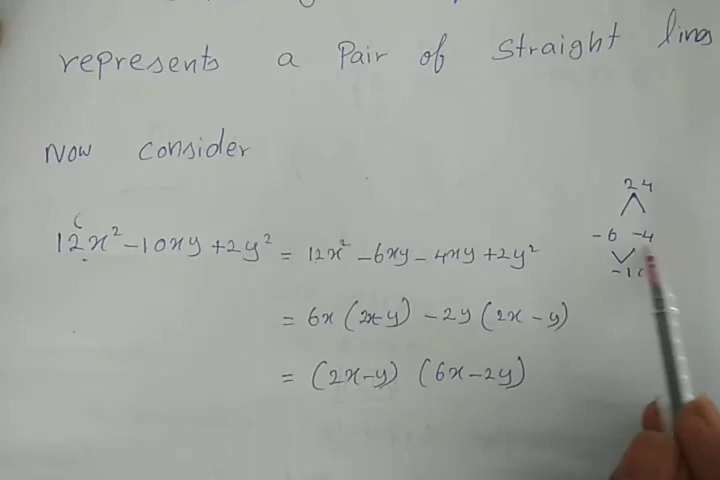 represents a Pair of Straight lines
Now consider
12x² - 10xy + 2y² = 12x² - 6xy - 4xy + 2y²
= 6x (2x-y) - 2y (2x - y)
= (2x-y) (6x - 2y)
24
-6 -4